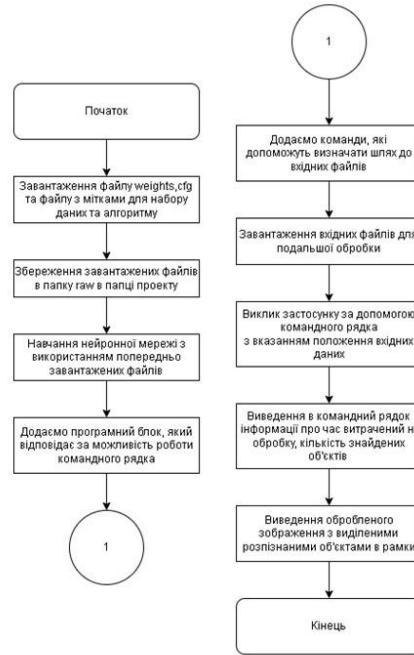 Початок
Завантаження файлу weights,cfg
та файлу з мітками для набору
даних та алгоритму
Збереження завантажених файлів
в папку raw в папці проекту
Навчання нейронної мережі з
використанням попередньо
завантажених файлів
Додаємо програмний блок, який
відповідає за можливість роботи
командного рядка
1
1
Додаємо команди, які
допоможуть визначати шлях до
вхідних файлів
Завантаження вхідних файлів для
подальшої обробки
Виклик застосунку за допомогою
командного рядка
з вказанням положення вхідних
даних
Виведення в командний рядок
інформації про час витрачений н
обробку, кількість знайдених
об'єктів
Виведення обробленого
зображення з виділеними
розпізнаними об'єктами в рамки
Кінець